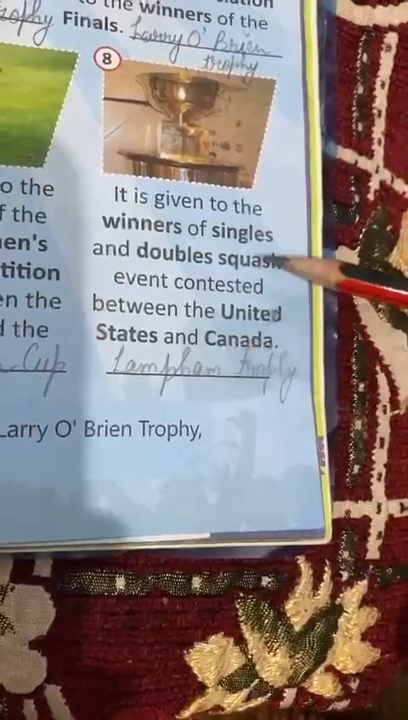 to the winners of the
Trophy Finals. Larry O' Brien
trophy
8
o the
f the
en's
tition
en the
d the
Cup
It is given to the
winners of singles
and doubles squash
event contested
between the United
States and Canada.
Lampham trophy
Larry O' Brien Trophy,